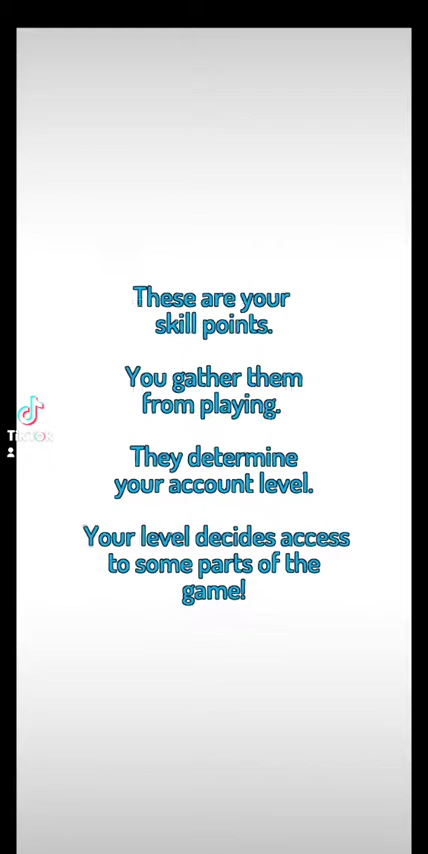 These are your
skill points.
You gather them
from playing.
They determine
your account level.
Your level decides access
to some parts of the
game!
TikTok